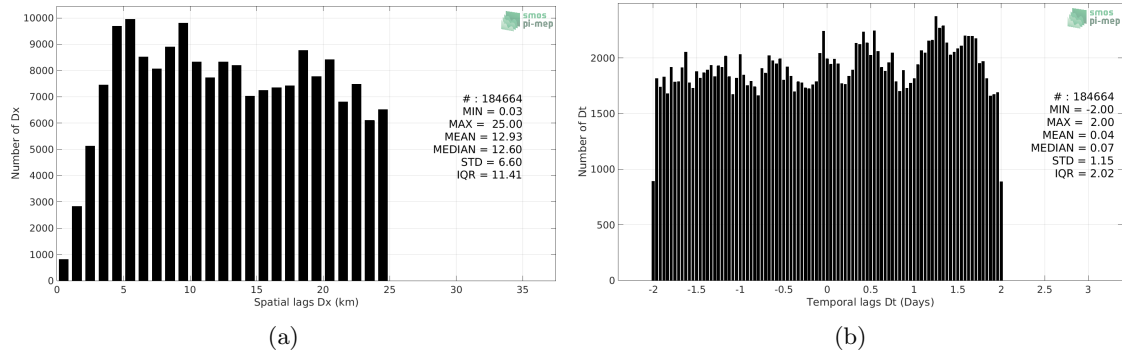 10000
9000
8000
7000
6000
5000
4000
3000
2000
1000
0
Number of Dx
0 5 10 15 20 25 30 35
Spatial lags Dx (km)
smos
pi-mep
# : 184664
MIN = 0.03
MAX = 25.00
MEAN = 12.93
MEDIAN = 12.60
STD = 6.60
IQR = 11.41
(a)
2000
1500
1000
500
0
Number of Dt
-2 -1.5 -1 -0.5 0 0.5 1 1.5 2 2.5 3
Temporal lags Dt (Days)
smos
pi-mep
# : 184664
MIN = -2.00
MAX = 2.00
MEAN = 0.04
MEDIAN = 0.07
STD = 1.15
IQR = 2.02
(b)